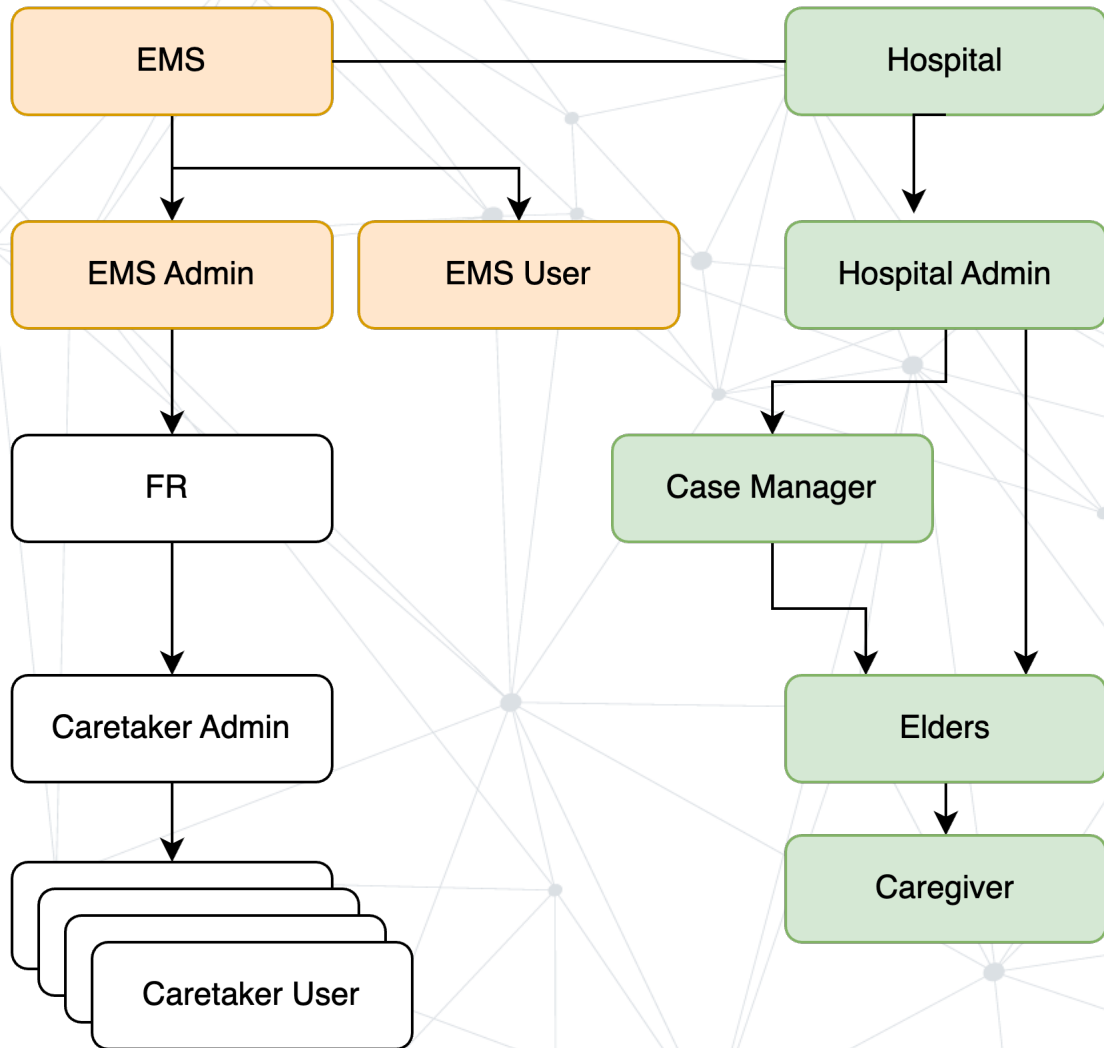 EMS
Hospital
EMS Admin
EMS User
Hospital Admin
FR
Case Manager
Caretaker Admin
Elders
Caregiver
Caretaker User